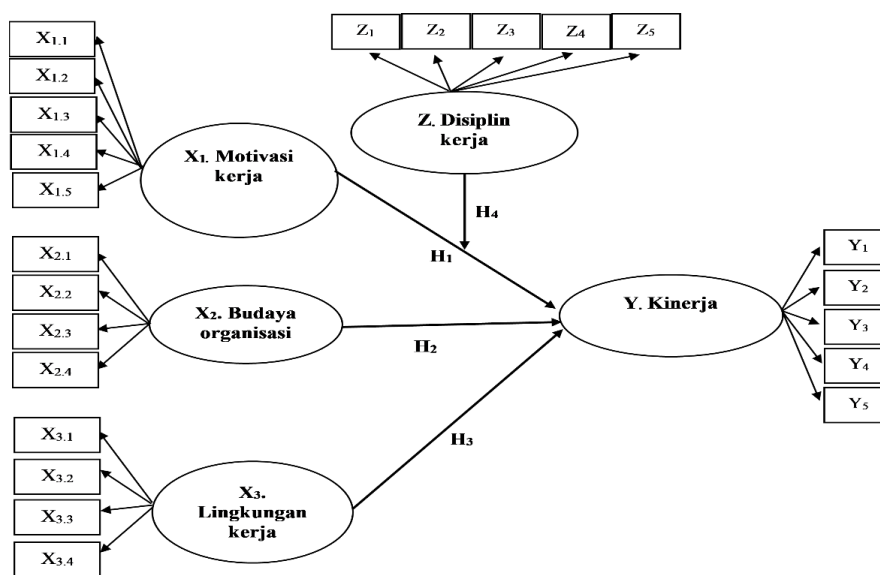 Z1 Z2 Z3 Z4 Z5
Z. Disiplin
kerja
X1.1
X1.2
X1.3
X1.4
X1.5
X1. Motivasi
kerja
H4
H1
X2.1
X2.2
X2.3
X2.4
X2. Budaya
organisasi
H2
Y. Kinerja
Y1
Y2
Y3
Y4
Y5
X3.1
X3.2
X3.3
X3.4
X3.
Lingkungan
kerja
H3